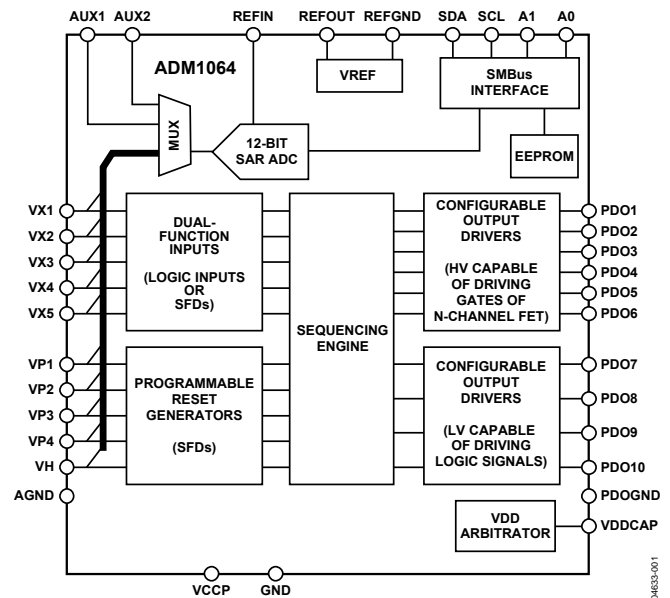 AUX1 AUX2 REFIN REFOUT REFGND SDA SCL A1 A0
ADM1064
VREF
SMBus
INTERFACE
MUX
12-BIT
SAR ADC
EEPROM
VX1
VX2
VX3
VX4
VX5
DUAL-
FUNCTION
INPUTS
(LOGIC INPUTS
OR
SFDs)
SEQUENCING
ENGINE
CONFIGURABLE
OUTPUT
DRIVERS
(HV CAPABLE
OF DRIVING
GATES OF
N-CHANNEL FET)
PDO1
PDO2
PDO3
PDO4
PDO5
PDO6
VP1
VP2
VP3
VP4
VH
AGND
PROGRAMMABLE
RESET
GENERATORS
(SFDs)
CONFIGURABLE
OUTPUT
DRIVERS
(LV CAPABLE
OF DRIVING
LOGIC SIGNALS)
PDO7
PDO8
PDO9
PDO10
PDOGND
VDD
ARBITRATOR
VDDCAP
VCCP GND
04633-001